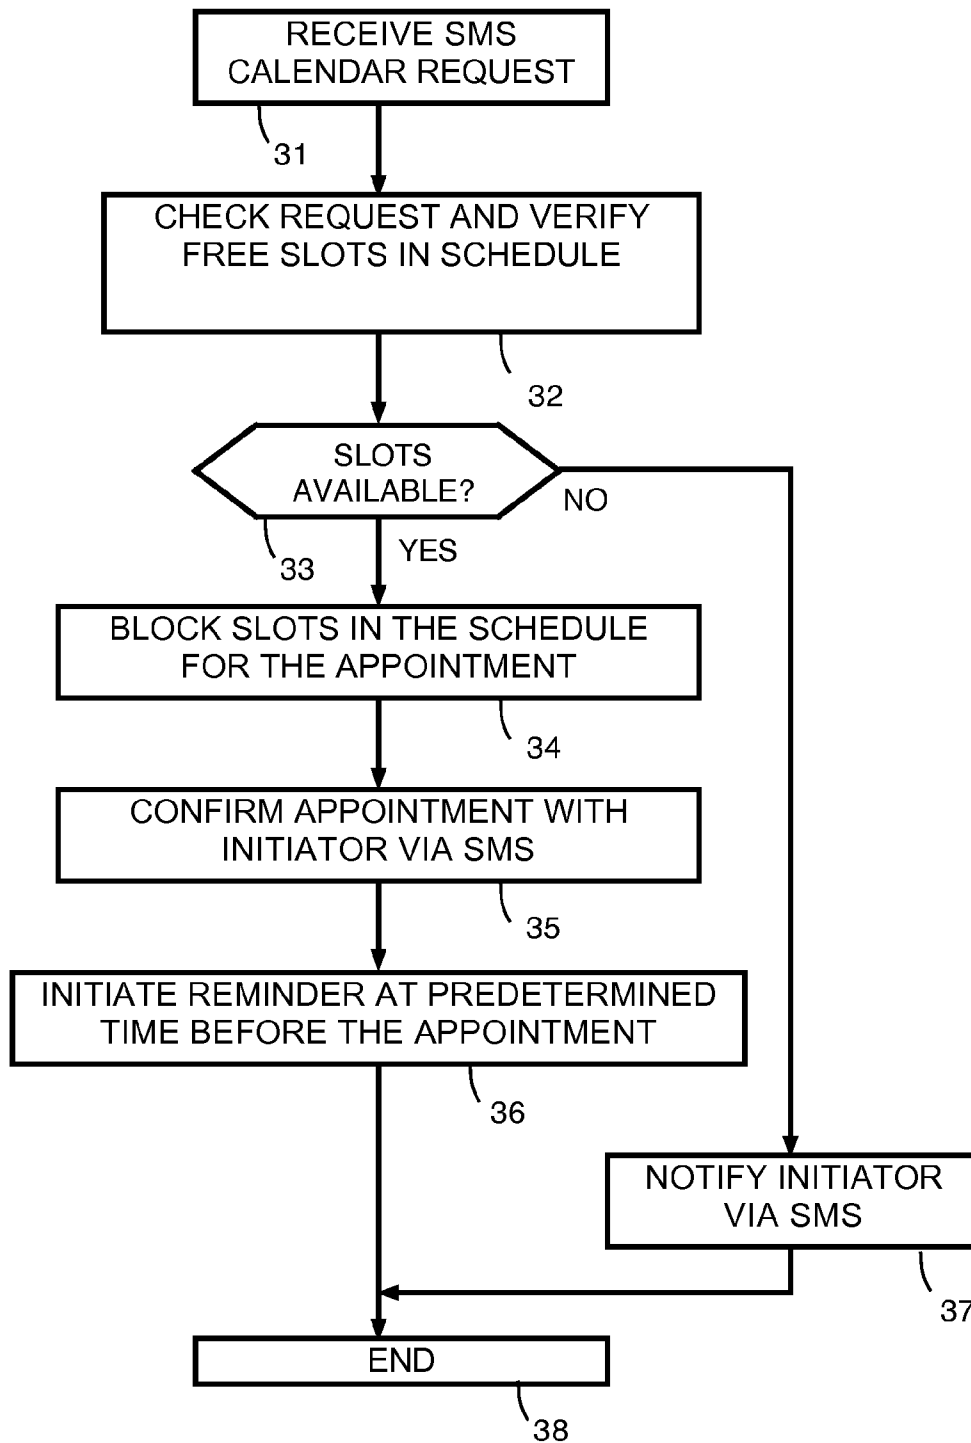 RECEIVE SMS
CALENDAR REQUEST
31
CHECK REQUEST AND VERIFY
FREE SLOTS IN SCHEDULE
32
SLOTS
AVAILABLE?
NO
33
YES
BLOCK SLOTS IN THE SCHEDULE
FOR THE APPOINTMENT
34
CONFIRM APPOINTMENT WITH
INITIATOR VIA SMS
35
INITIATE REMINDER AT PREDETERMINED
TIME BEFORE THE APPOINTMENT
36
NOTIFY INITIATOR
VIA SMS
37
END
38